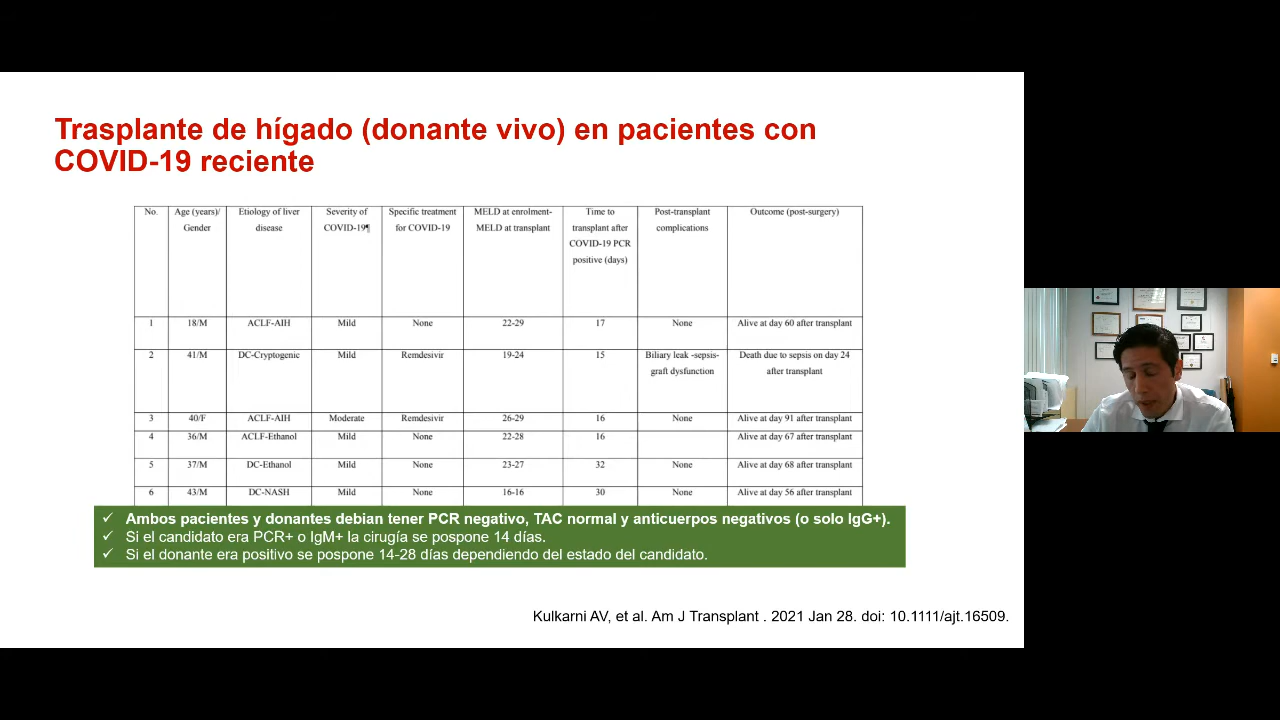 Trasplante de hígado (donante vivo) en pacientes con
COVID-19 reciente
No. Age (years)/ Gender Etiology of liver disease Severity of COVID-19¶ Specific treatment for COVID-19 MELD at enrolment- MELD at transplant Time to transplant after COVID-19 PCR positive (days) Post-transplant complications Outcome (post-surgery)
1 18/M ACLF-AIH Mild None 22-29 17 None Alive at day 60 after transplant
2 41/M DC-Cryptogenic Mild Remdesivir 19-24 15 Biliary leak -sepsis- graft dysfunction Death due to sepsis on day 24 after transplant
3 40/F ACLF-AIH Moderate Remdesivir 26-29 16 None Alive at day 91 after transplant
4 36/M ACLF-Ethanol Mild None 22-28 16 Alive at day 67 after transplant
5 37/M DC-Ethanol Mild None 23-27 32 None Alive at day 68 after transplant
6 43/M DC-NASH Mild None 16-16 30 None Alive at day 56 after transplant
✓ Ambos pacientes y donantes debian tener PCR negativo, TAC normal y anticuerpos negativos (o solo IgG+).
✓ Si el candidato era PCR+ o IgM+ la cirugía se pospone 14 días.
✓ Si el donante era positivo se pospone 14-28 días dependiendo del estado del candidato.
Kulkarni AV, et al. Am J Transplant . 2021 Jan 28. doi: 10.1111/ajt.16509.